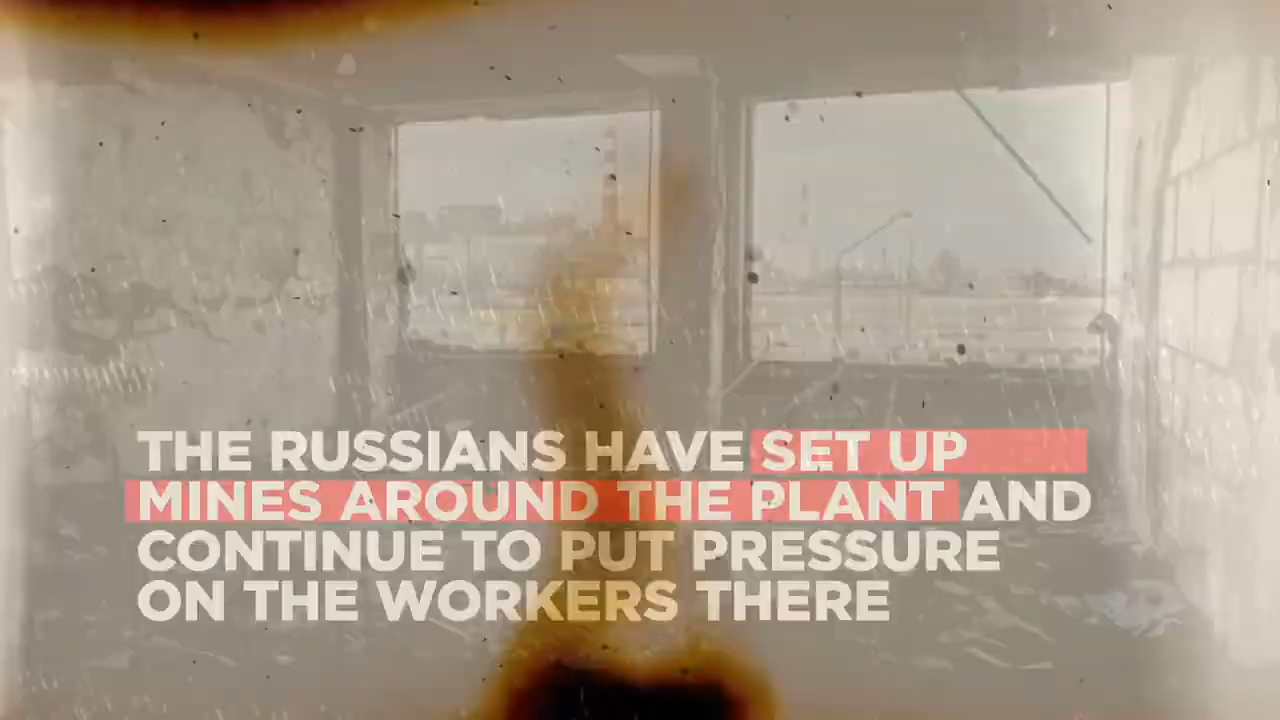 THE RUSSIANS HAVE SET UP
MINES AROUND THE PLANT AND
CONTINUE TO PUT PRESSURE
ON THE WORKERS THERE